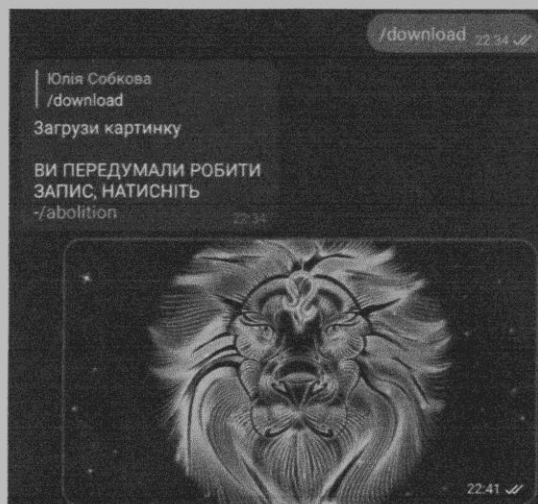 /download 22:34
Юлія Собкова
/download
Загрузи картинку
ВИ ПЕРЕДУМАЛИ РОБИТИ
ЗАПИС, НАТИСНІТЬ
-/abolition 22:34
22:41